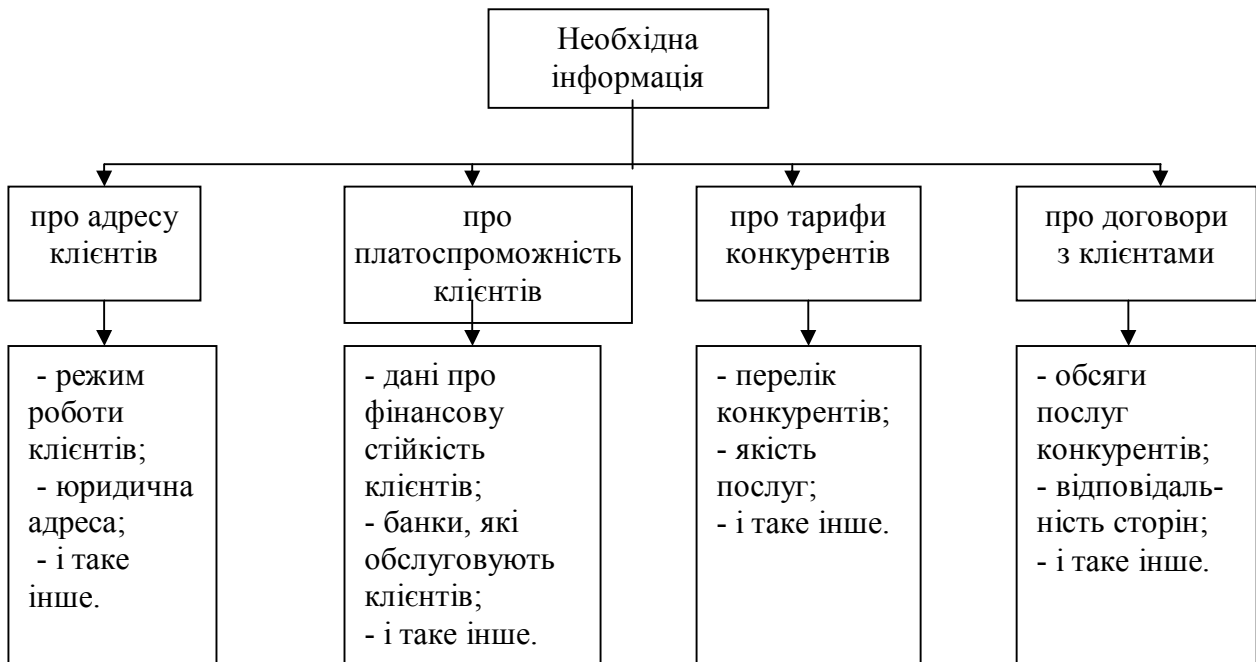 Необхідна
інформація
про адресу
клієнтів
про
платоспроможність
клієнтів
про тарифи
конкурентів
про договори
з клієнтами
- режим
роботи
клієнтів;
- юридична
адреса;
- і таке
інше.
- дані про
фінансову
стійкість
клієнтів;
- банки, які
обслуговують
клієнтів;
- і таке інше.
- перелік
конкурентів;
- якість
послуг;
- і таке інше.
- обсяги
послуг
конкурентів;
- відповідаль-
ність сторін;
- і таке інше.